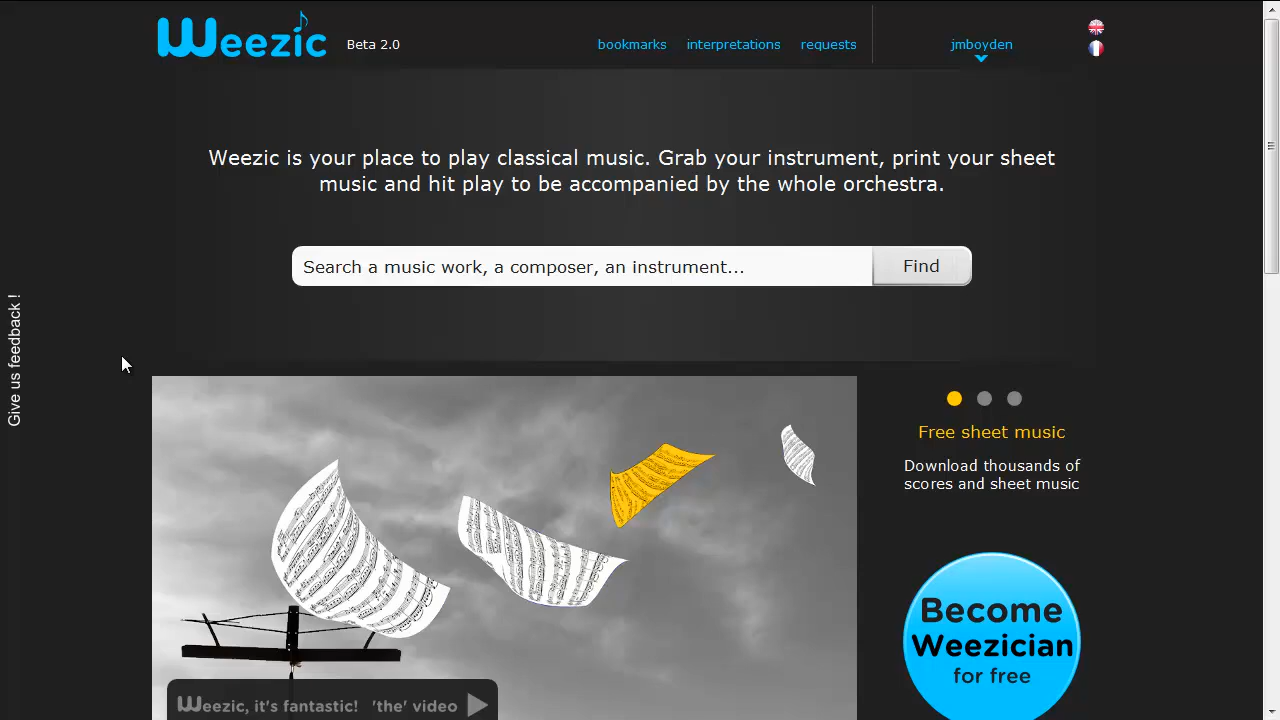 Weezic
Beta 2.0
bookmarks
interpretations
requests
jmboyden
Weezic is your place to play classical music. Grab your instrument, print your sheet
music and hit play to be accompanied by the whole orchestra.
Search a music work, a composer, an instrument...
Find
Give us feedback !
Free sheet music
Download thousands of
scores and sheet music
Become
Weezician
for free
Weezic, it's fantastic! 'the' video